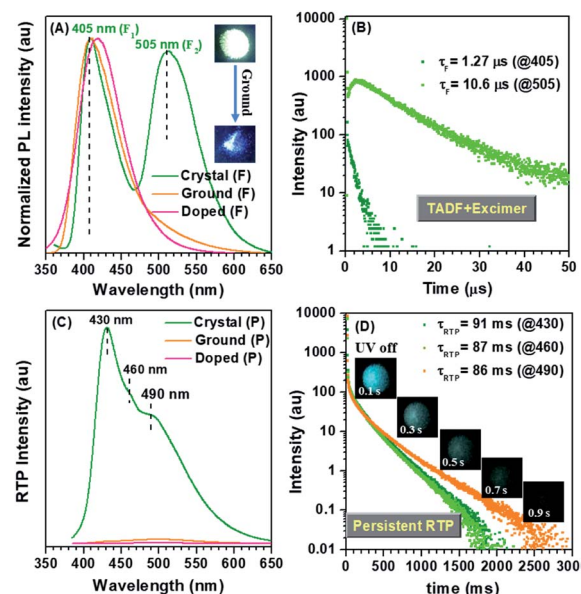 (A)
405 nm (F1)
505 nm (F2)
Ground
Crystal (F)
Ground (F)
Doped (F)
Normalized PL intensity (au)
350 400 450 500 550 600 650
Wavelength (nm)
(B)
τF = 1.27 μs (@405)
τF = 10.6 μs (@505)
TADF+Excimer
Intensity (au)
10000
1000
100
10
1
0 10 20 30 40 50
Time (μs)
(C)
430 nm
460 nm
490 nm
Crystal (P)
Ground (P)
Doped (P)
RTP Intensity (au)
350 400 450 500 550 600 650
Wavelength (nm)
(D)
τRTP = 91 ms (@430)
τRTP = 87 ms (@460)
τRTP = 86 ms (@490)
UV off
0.1s
0.3 s
0.5 s
0.7 s
0.9 s
Persistent RTP
Intensity (au)
10000
1000
100
10
1
0.1
0.01
0 500 1000 1500 2000 2500 300
time (ms)